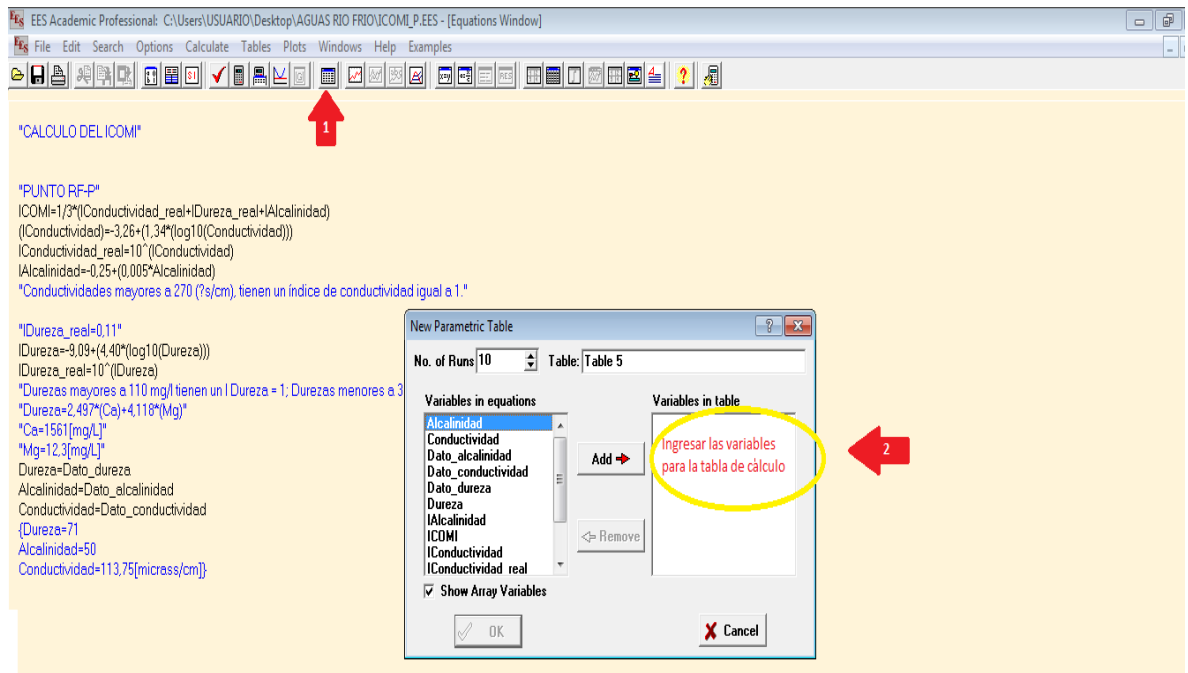 EES Academic Professional: C:\Users\USUARIO\Desktop\AGUAS RIO FRIO\ICOMI_P.EES - [Equations Window]
File Edit Search Options Calculate Tables Plots Windows Help Examples
1
"CALCULO DEL ICOMI"
"PUNTO RF-P"
ICOMI=1/3*(IConductividad_real+IDureza_real+IAlcalinidad)
(IConductividad)=-3,26+(1,34*(log10(Conductividad)))
IConductividad_real=10^(IConductividad)
IAlcalinidad=-0,25+(0,005*Alcalinidad)
"Conductividades mayores a 270 (?s/cm), tienen un índice de conductividad igual a 1."
"IDureza_real=0,11"
IDureza=-9,09+(4,40*(log10(Dureza)))
IDureza_real=10^(IDureza)
"Durezas mayores a 110 mg/l tienen un I Dureza = 1; Durezas menores a 3
"Dureza=2,497*(Ca)+4,118*(Mg)"
"Ca=1561[mg/L]"
"Mg=12,3[mg/L]"
Dureza=Dato_dureza
Alcalinidad=Dato_alcalinidad
Conductividad=Dato_conductividad
{Dureza=71
Alcalinidad=50
Conductividad=113,75[micrass/cm]}
New Parametric Table
No. of Runs 10 Table: Table 5
Variables in equations
Alcalinidad
Conductividad
Dato_alcalinidad
Dato_conductividad
Dato_dureza
Dureza
IAlcalinidad
ICOMI
IConductividad
IConductividad_real
Add
Remove
Variables in table
Ingresar las variables
para la tabla de càlculo
2
Show Array Variables
OK
Cancel